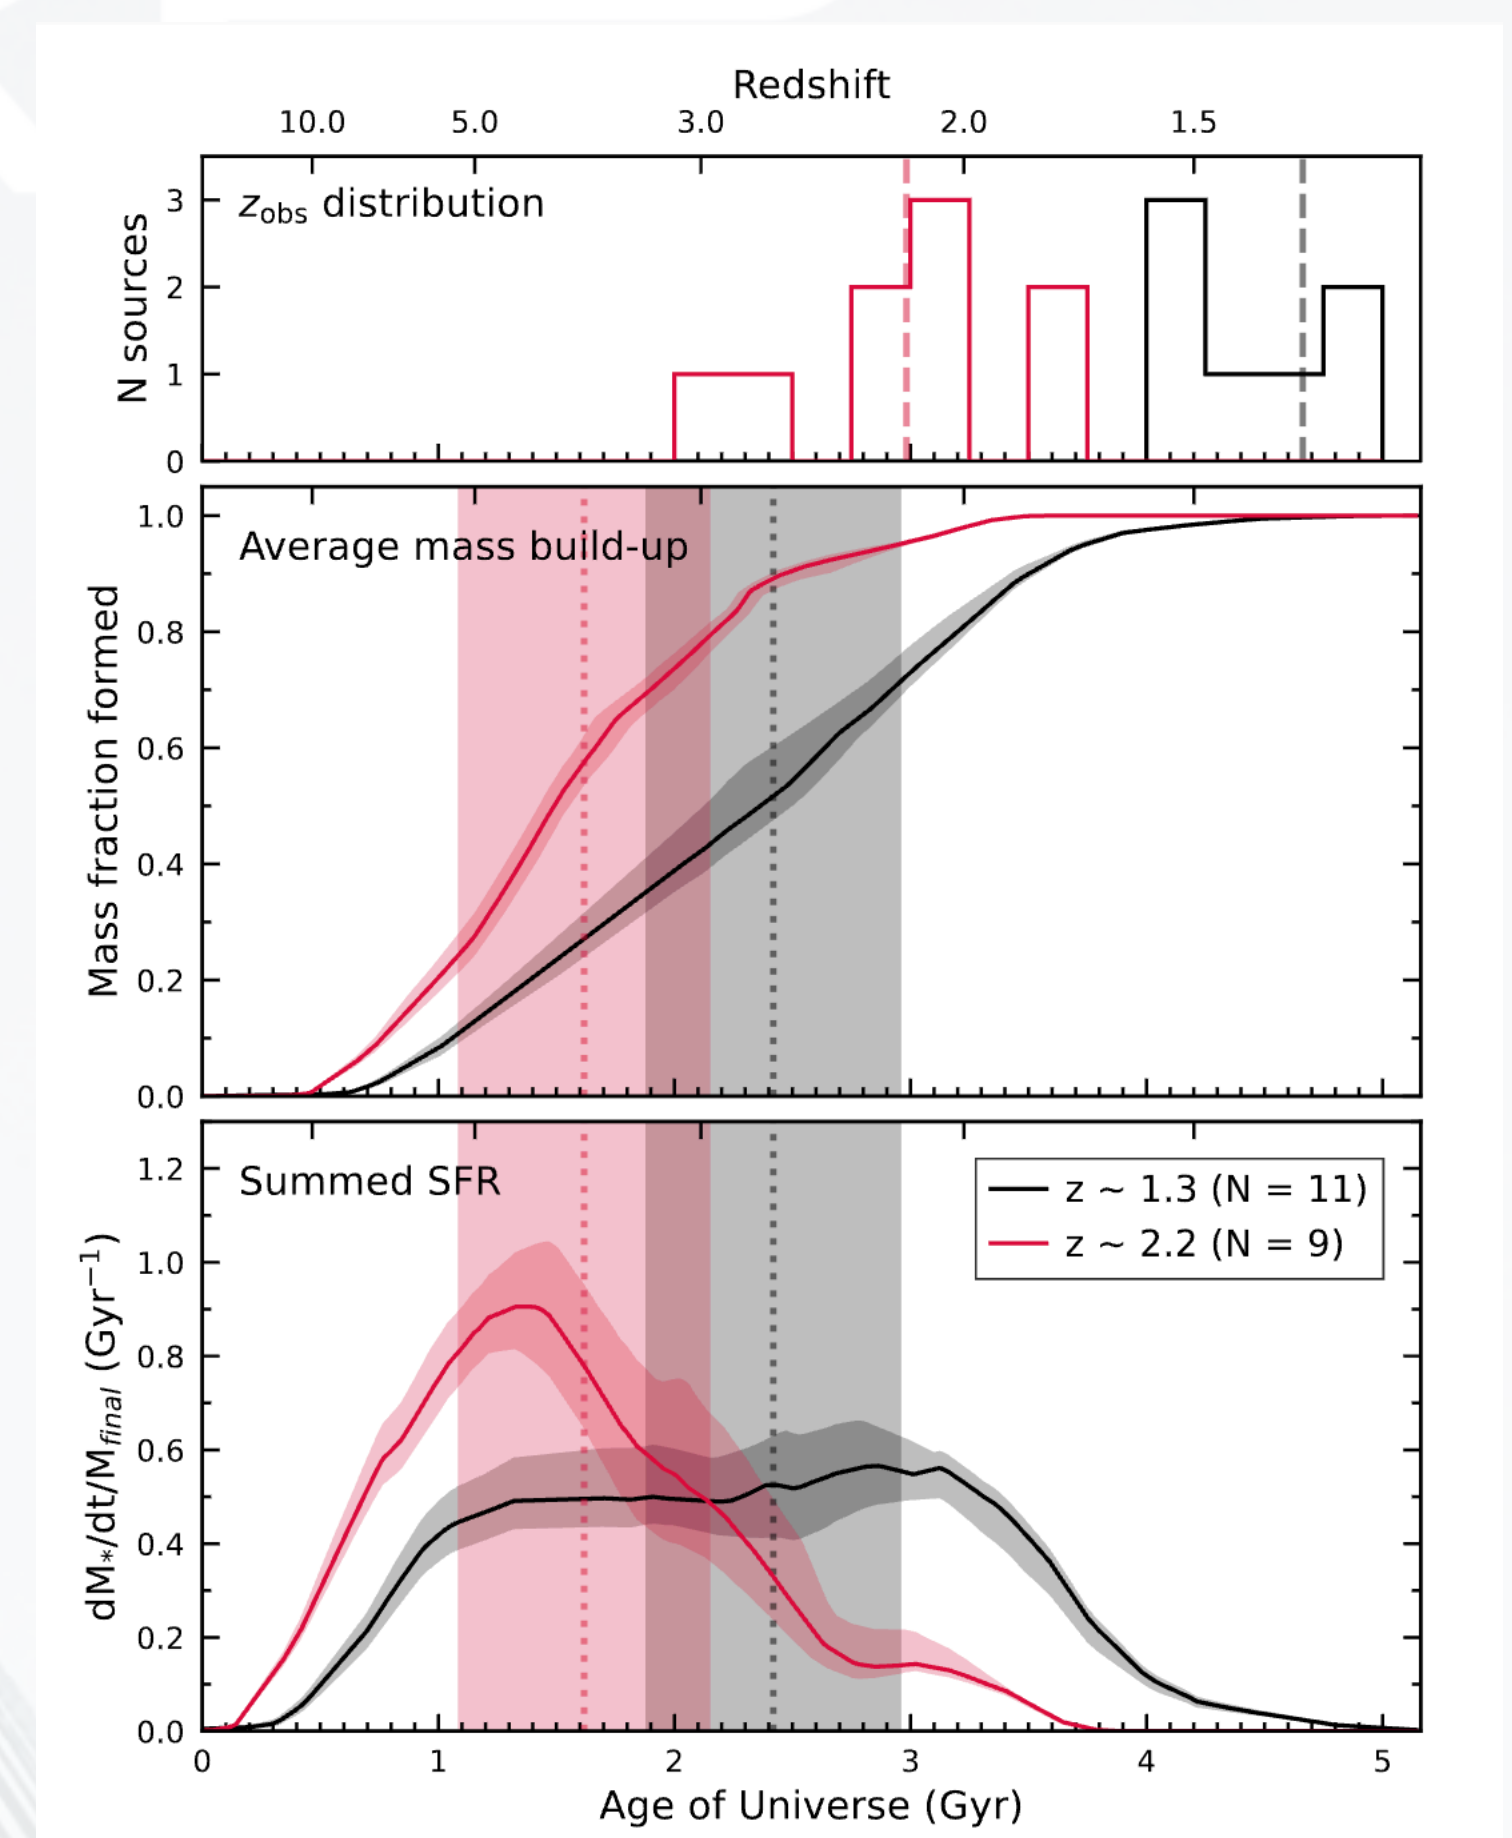 Redshift
10.0 5.0 3.0 2.0 1.5
z_obs distribution
N sources
3
2
1
0
Average mass build-up
Mass fraction formed
1.0
0.8
0.6
0.4
0.2
0.0
Summed SFR
z ~ 1.3 (N = 11)
z ~ 2.2 (N = 9)
dM_*/dt/M_final (Gyr⁻¹)
1.2
1.0
0.8
0.6
0.4
0.2
0.0
0 1 2 3 4 5
Age of Universe (Gyr)